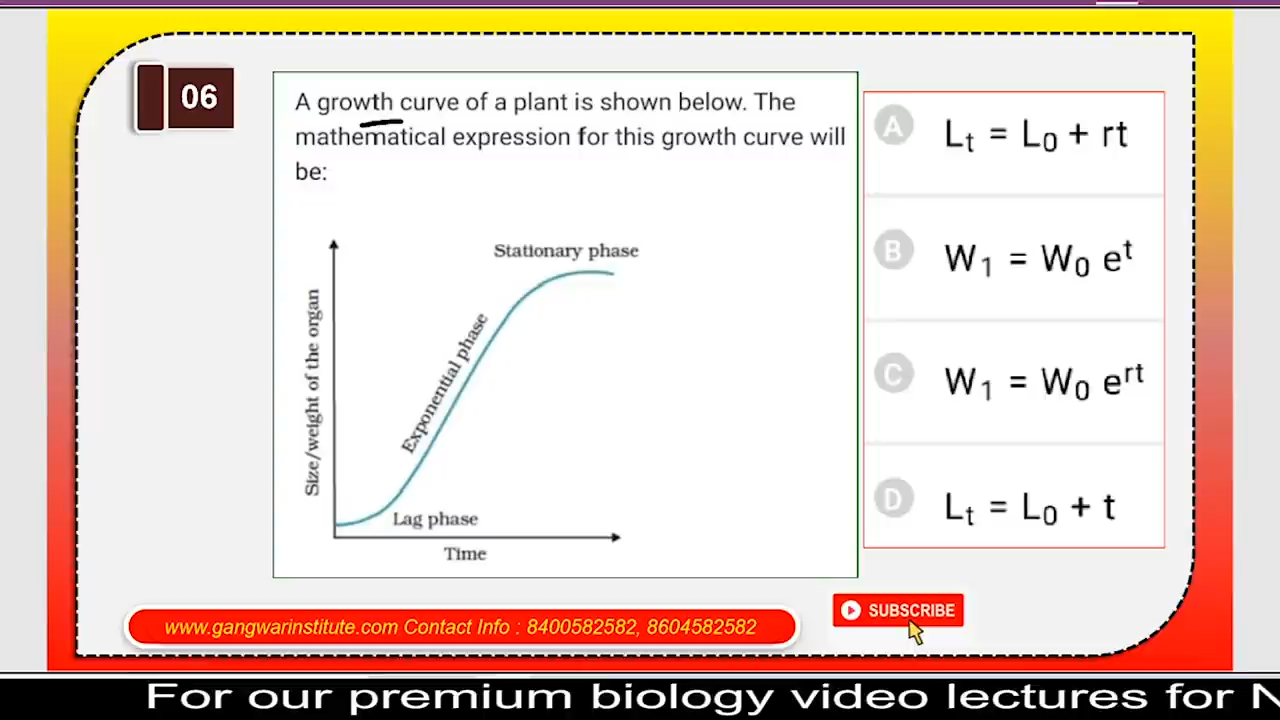 06
A growth curve of a plant is shown below. The
mathematical expression for this growth curve will
be:
Stationary phase
Exponential phase
Size/weight of the organ
Lag phase
Time
A
Lt = L0 + rt
B
W1 = W0 e^t
C
W1 = W0 e^rt
D
Lt = L0 + t
SUBSCRIBE
www.gangwarinstitute.com Contact Info : 8400582582, 8604582582
For our premium biology video lectures for N